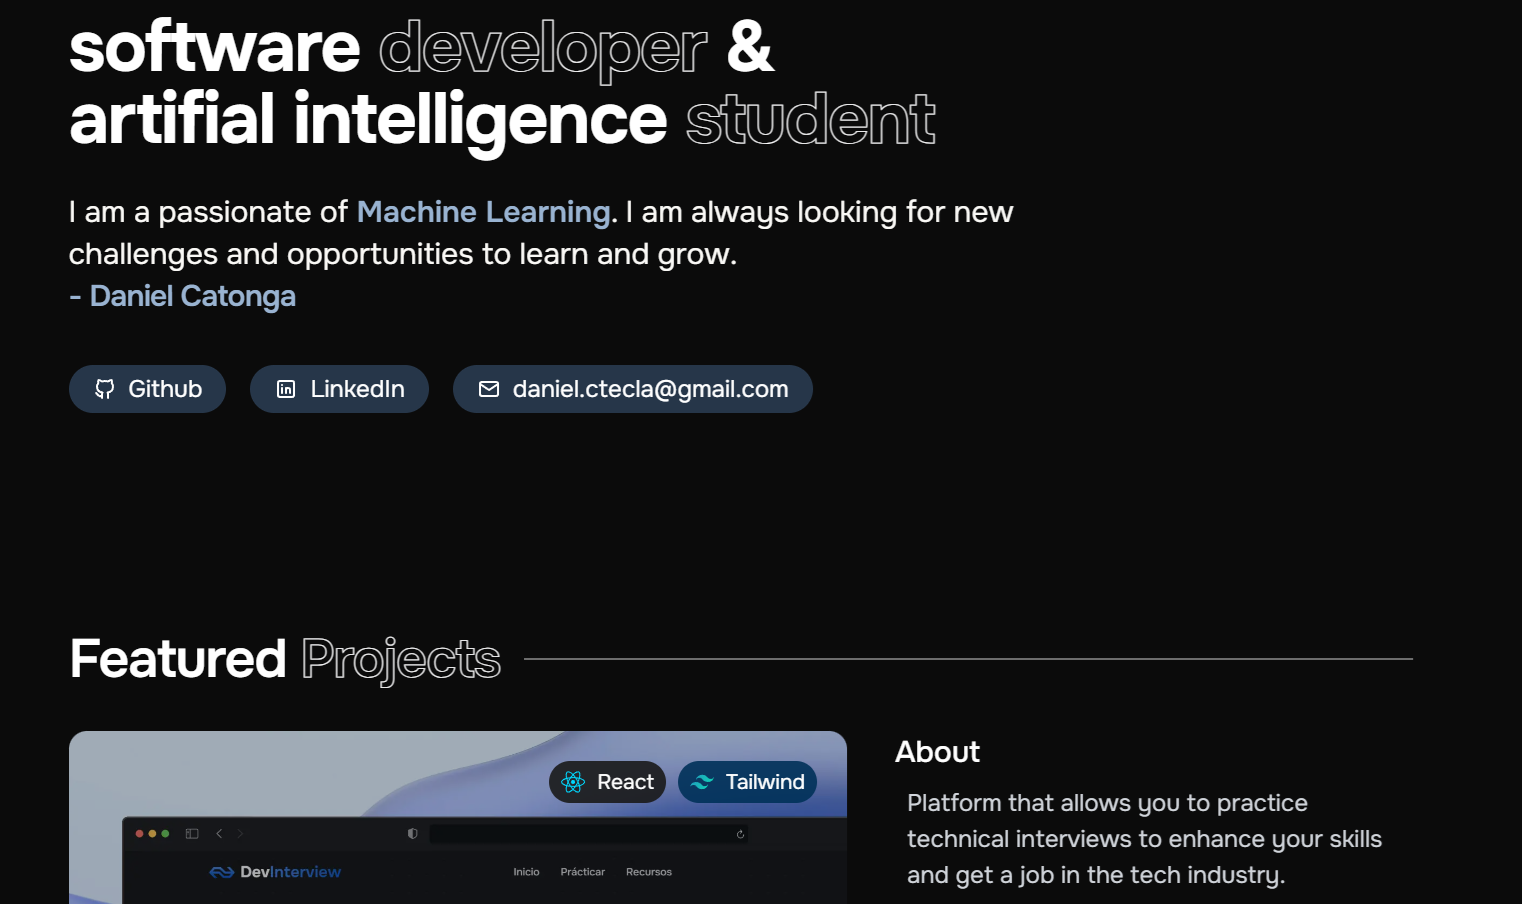 software developer &
artifial intelligence student
I am a passionate of Machine Learning. I am always looking for new
challenges and opportunities to learn and grow.
- Daniel Catonga
Github LinkedIn daniel.ctecla@gmail.com
Featured Projects
React Tailwind
DevInterview Inicio Prácticar Recursos
About
Platform that allows you to practice
technical interviews to enhance your skills
and get a job in the tech industry.